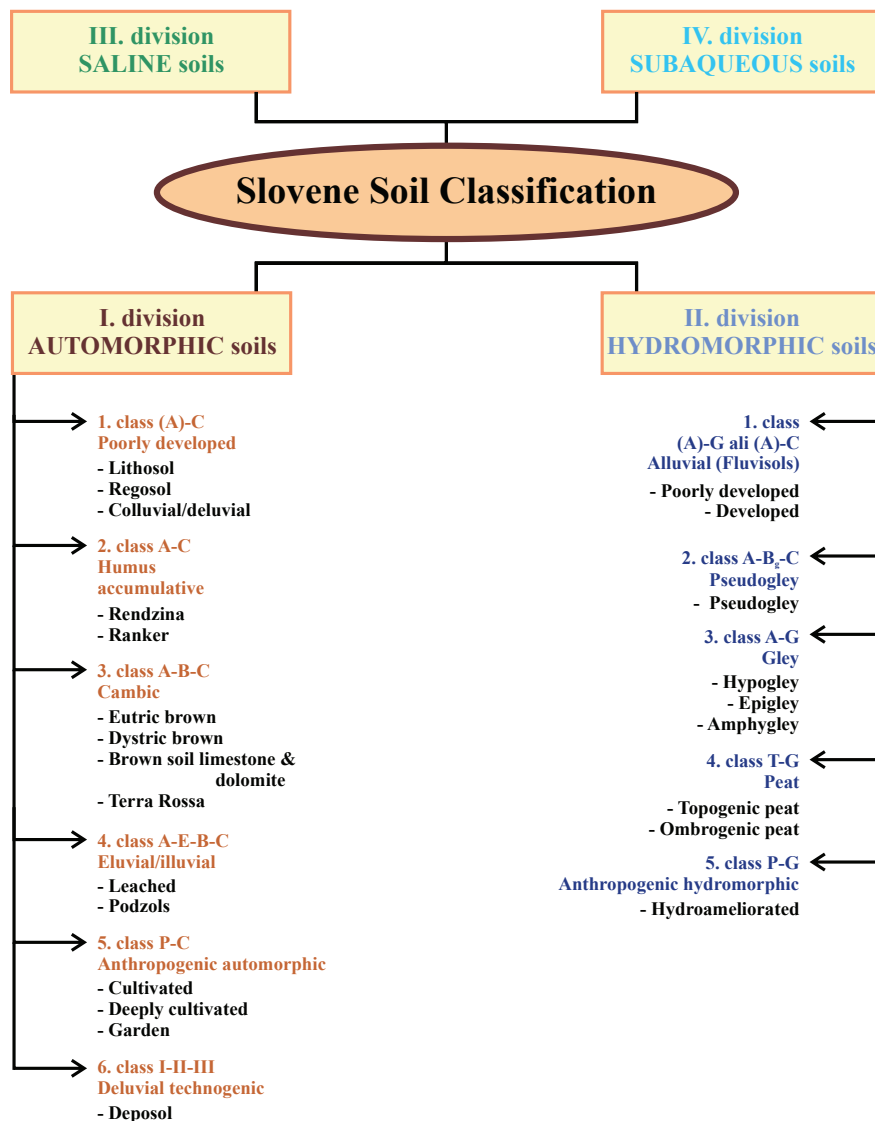 III. division
SALINE soils
IV. division
SUBAQUEOUS soils
Slovene Soil Classification
I. division
AUTOMORPHIC soils
II. division
HYDROMORPHIC soils
1. class (A)-C
Poorly developed
- Lithosol
- Regosol
- Colluvial/deluvial
2. class A-C
Humus
accumulative
- Rendzina
- Ranker
3. class A-B-C
Cambic
- Eutric brown
- Dystric brown
- Brown soil limestone &
dolomite
- Terra Rossa
4. class A-E-B-C
Eluvial/illuvial
- Leached
- Podzols
5. class P-C
Anthropogenic automorphic
- Cultivated
- Deeply cultivated
- Garden
6. class I-II-III
Deluvial technogenic
- Deposol
1. class
(A)-G ali (A)-C
Alluvial (Fluvisols)
- Poorly developed
- Developed
2. class A-Bg-C
Pseudogley
- Pseudogley
3. class A-G
Gley
- Hypogley
- Epigley
- Amphygley
4. class T-G
Peat
- Topogenic peat
- Ombrogenic peat
5. class P-G
Anthropogenic hydromorphic
- Hydroameliorated